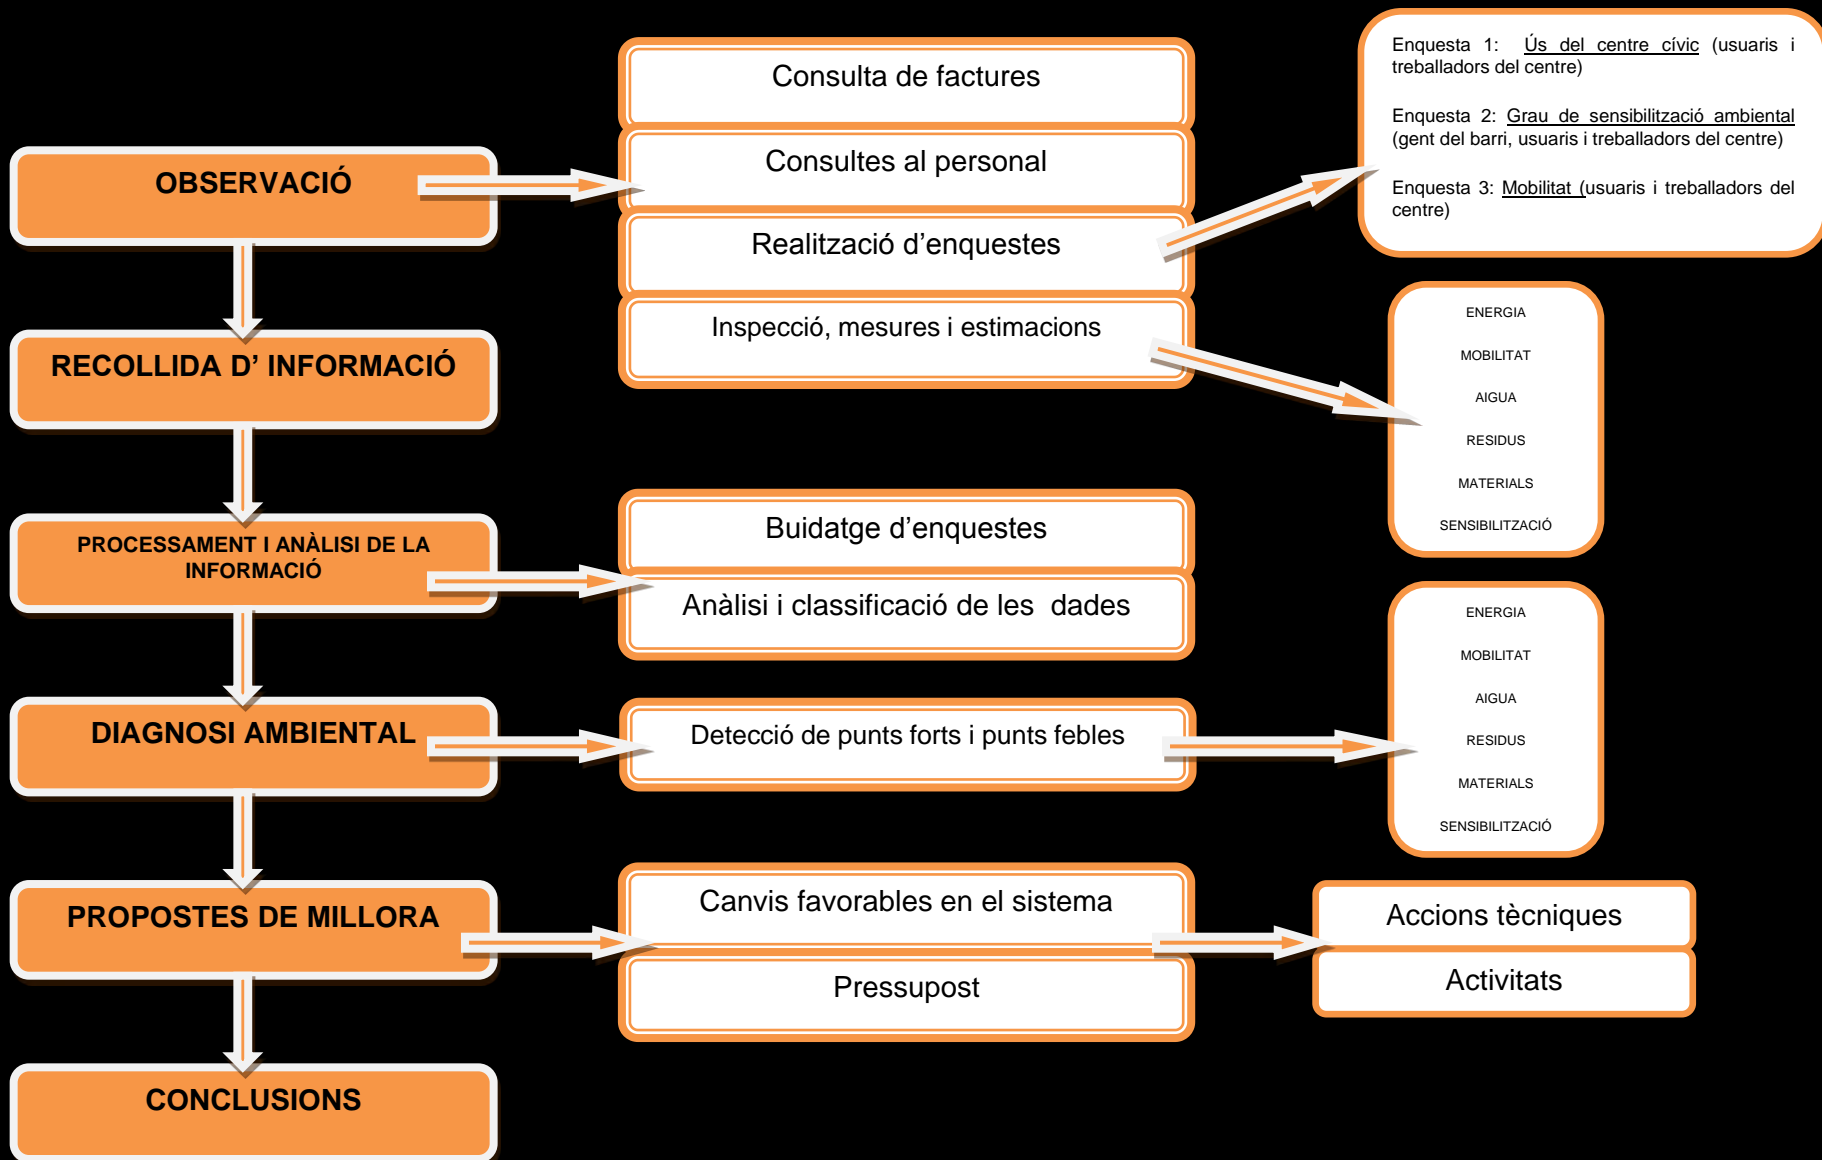 OBSERVACIÓ
RECOLLIDA D’ INFORMACIÓ
PROCESSAMENT I ANÀLISI DE LA
INFORMACIÓ
DIAGNOSI AMBIENTAL
PROPOSTES DE MILLORA
CONCLUSIONS
Consulta de factures
Consultes al personal
Realització d’enquestes
Inspecció, mesures i estimacions
Buidatge d’enquestes
Anàlisi i classificació de les dades
Detecció de punts forts i punts febles
Canvis favorables en el sistema
Pressupost
Enquesta 1: Ús del centre cívic (usuaris i
treballadors del centre)
Enquesta 2: Grau de sensibilització ambiental
(gent del barri, usuaris i treballadors del centre)
Enquesta 3: Mobilitat (usuaris i treballadors del
centre)
ENERGIA
MOBILITAT
AIGUA
RESIDUS
MATERIALS
SENSIBILITZACIÓ
ENERGIA
MOBILITAT
AIGUA
RESIDUS
MATERIALS
SENSIBILITZACIÓ
Accions tècniques
Activitats